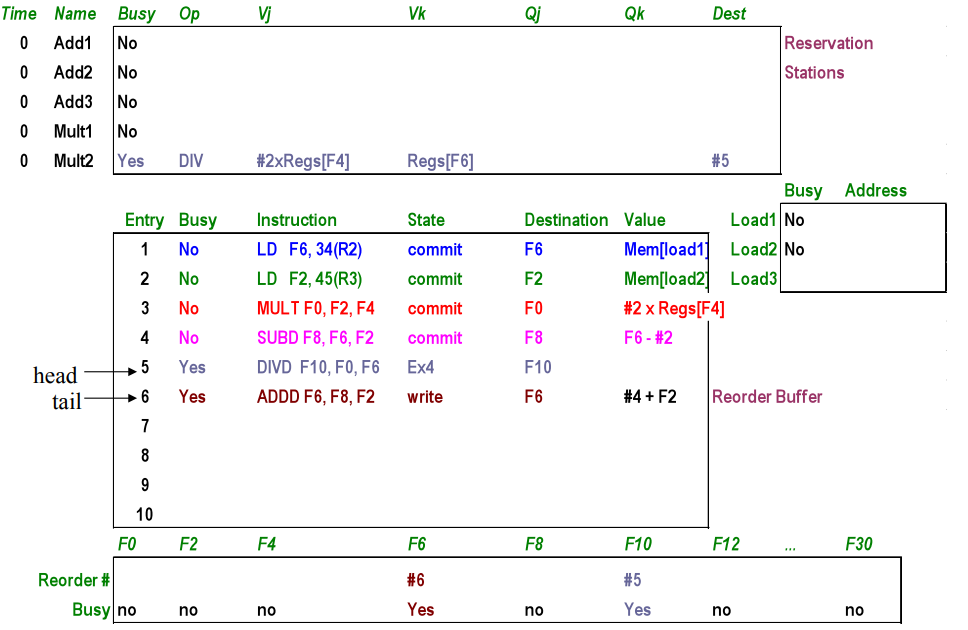 Time Name Busy Op Vj Vk Qj Qk Dest
0 Add1 No Reservation
0 Add2 No Stations
0 Add3 No
0 Mult1 No
0 Mult2 Yes DIV #2xRegs[F4] Regs[F6] #5
Busy Address
Entry Busy Instruction State Destination Value Load1 No
1 No LD F6, 34(R2) commit F6 Mem[load1] Load2 No
2 No LD F2, 45(R3) commit F2 Mem[load2] Load3
3 No MULT F0, F2, F4 commit F0 #2 x Regs[F4]
4 No SUBD F8, F6, F2 commit F8 F6 - #2
head 5 Yes DIVD F10, F0, F6 Ex4 F10
tail 6 Yes ADDD F6, F8, F2 write F6 #4 + F2 Reorder Buffer
7
8
9
10
F0 F2 F4 F6 F8 F10 F12 ... F30
Reorder # #6 #5
Busy no no no Yes no Yes no no